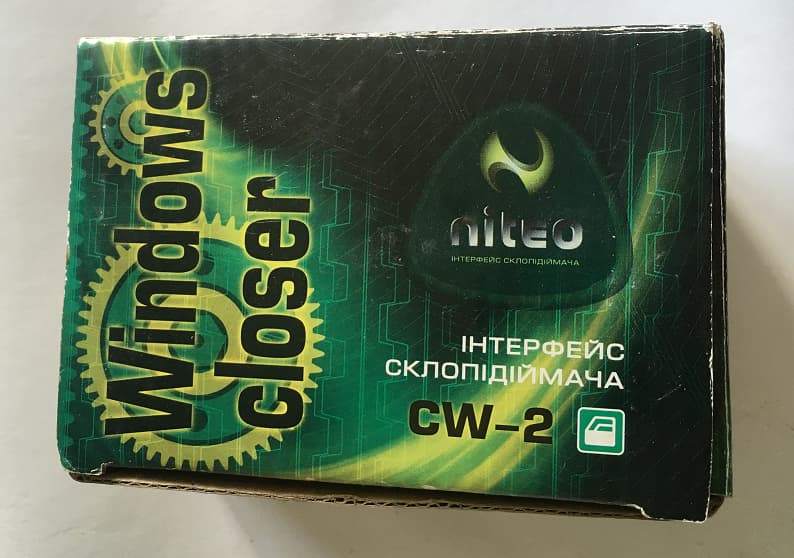 Windows
closer
niteo
ІНТЕРФЕЙС СКЛОПІДІЙМАЧА
ІНТЕРФЕЙС
СКЛОПІДІЙМАЧА
CW-2